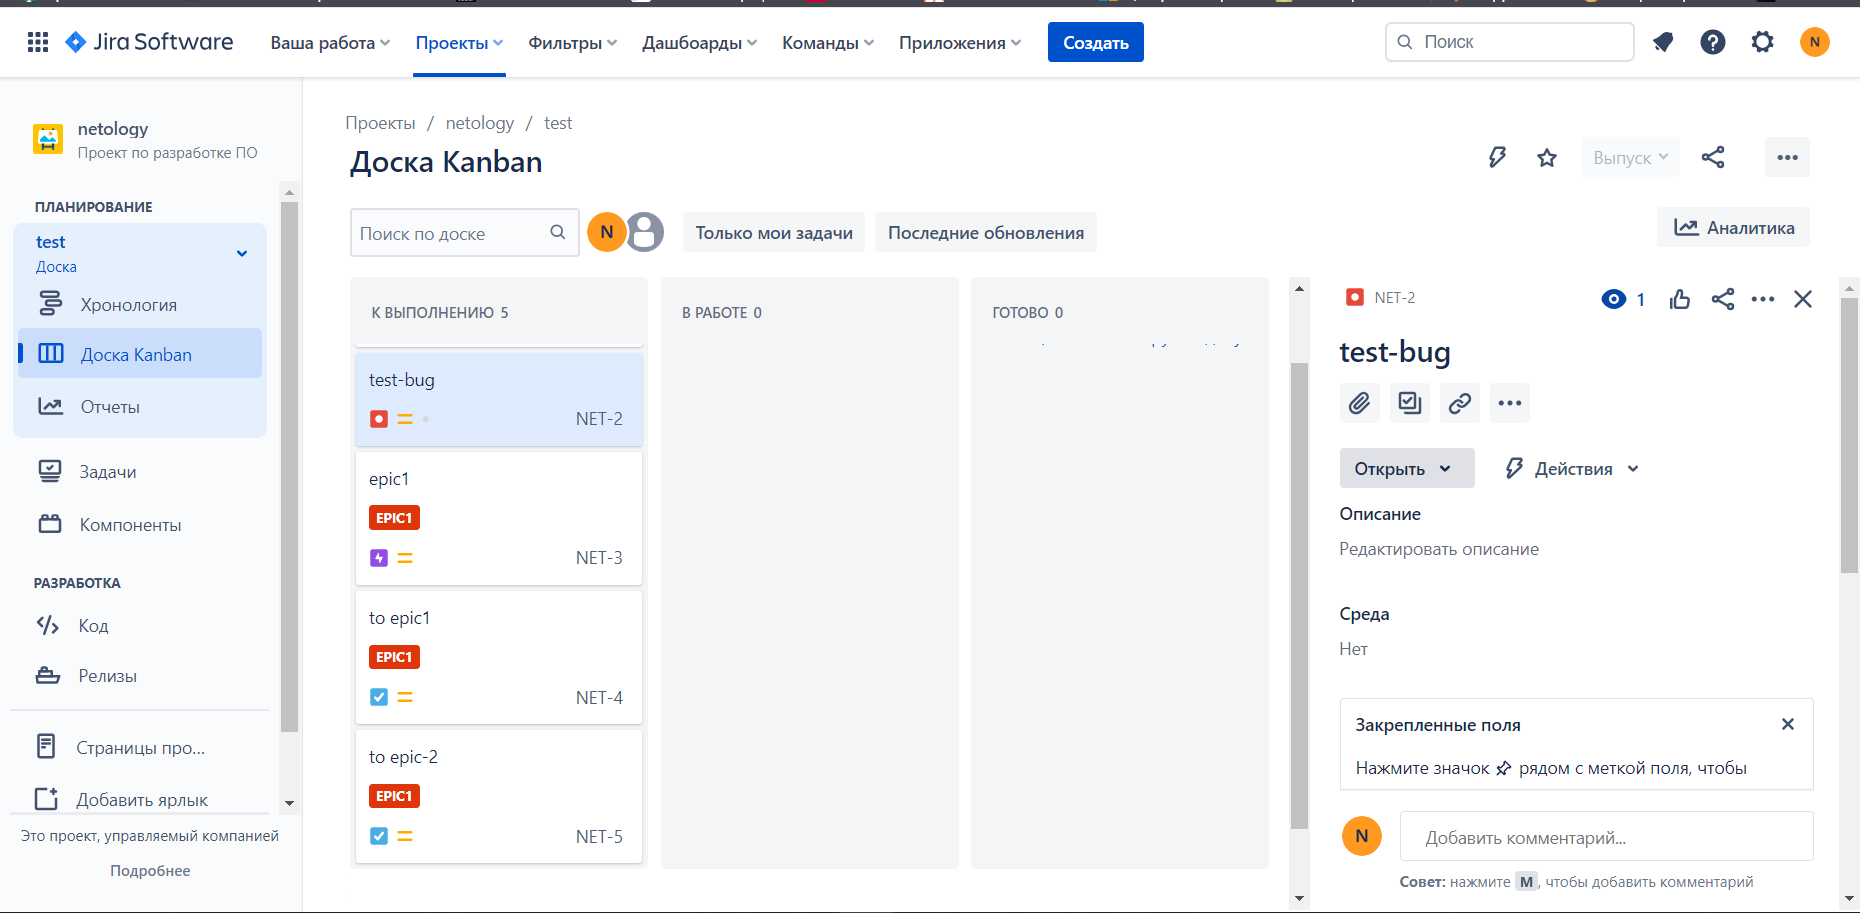 Jira Software
Ваша работа
Проекты
Фильтры
Дашборды
Команды
Приложения
Создать
Поиск
N
netology
Проект по разработке ПО
ПЛАНИРОВАНИЕ
test
Доска
Хронология
Доска Kanban
Отчеты
Задачи
Компоненты
РАЗРАБОТКА
Код
Релизы
Страницы про...
Добавить ярлык
Это проект, управляемый компанией
Подробнее
Проекты / netology / test
Доска Kanban
Выпуск
Поиск по доске
N
Только мои задачи
Последние обновления
Аналитика
К ВЫПОЛНЕНИЮ 5
test-bug
NET-2
epic1
EPIC1
NET-3
to epic1
EPIC1
NET-4
to epic-2
EPIC1
NET-5
В РАБОТЕ 0
ГОТОВО 0
NET-2
1
test-bug
Открыть
Действия
Описание
Редактировать описание
Среда
Нет
Закрепленные поля
Нажмите значок рядом с меткой поля, чтобы
N
Добавить комментарий...
Совет: нажмите M, чтобы добавить комментарий